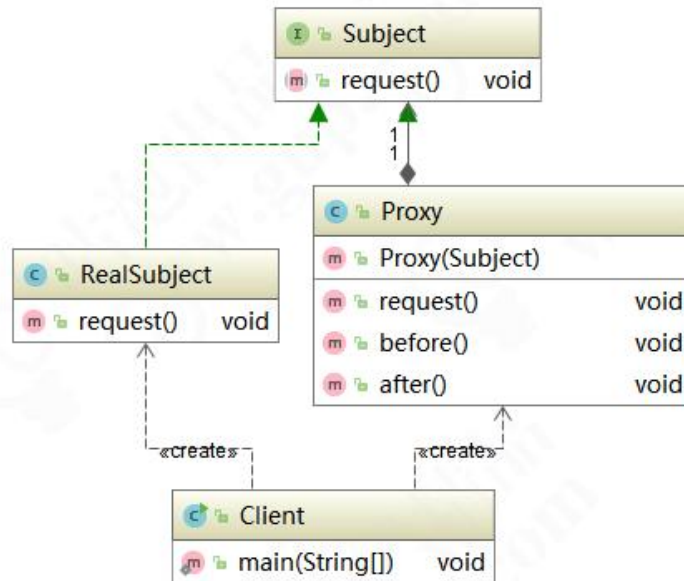 Subject
request() void
1
1
Proxy
Proxy(Subject)
request() void
before() void
after() void
RealSubject
request() void
«create»
«create»
Client
main(String[]) void